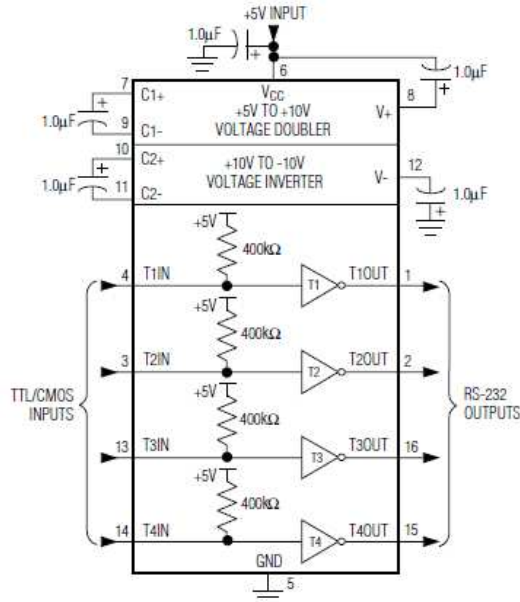 +5V INPUT
1.0µF
1.0µF
6
7
C1+
VCC
+5V TO +10V
VOLTAGE DOUBLER
V+
8
1.0µF
9
C1-
10
C2+
+10V TO -10V
VOLTAGE INVERTER
V-
12
1.0µF
11
C2-
1.0µF
+5V
400kΩ
4
T1IN
T1
T1OUT
1
+5V
400kΩ
3
T2IN
T2
T2OUT
2
TTL/CMOS
INPUTS
RS-232
OUTPUTS
+5V
400kΩ
13
T3IN
T3
T3OUT
16
+5V
400kΩ
14
T4IN
T4
T4OUT
15
GND
5